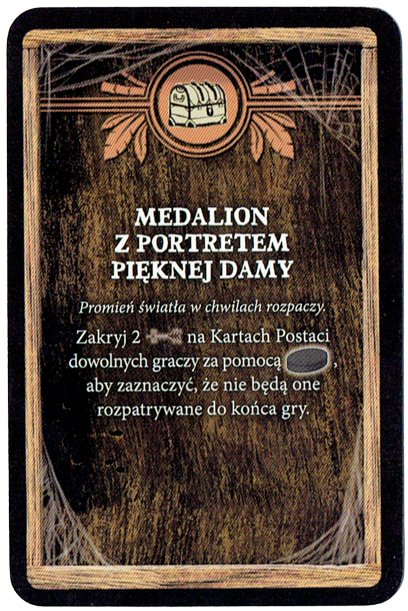 MEDALION
Z PORTRETEM
PIĘKNEJ DAMY
Promień światła w chwilach rozpaczy.
Zakryj 2 na Kartach Postaci
dowolnych graczy za pomocą ,
aby zaznaczyć, że nie będą one
rozpatrywane do końca gry.